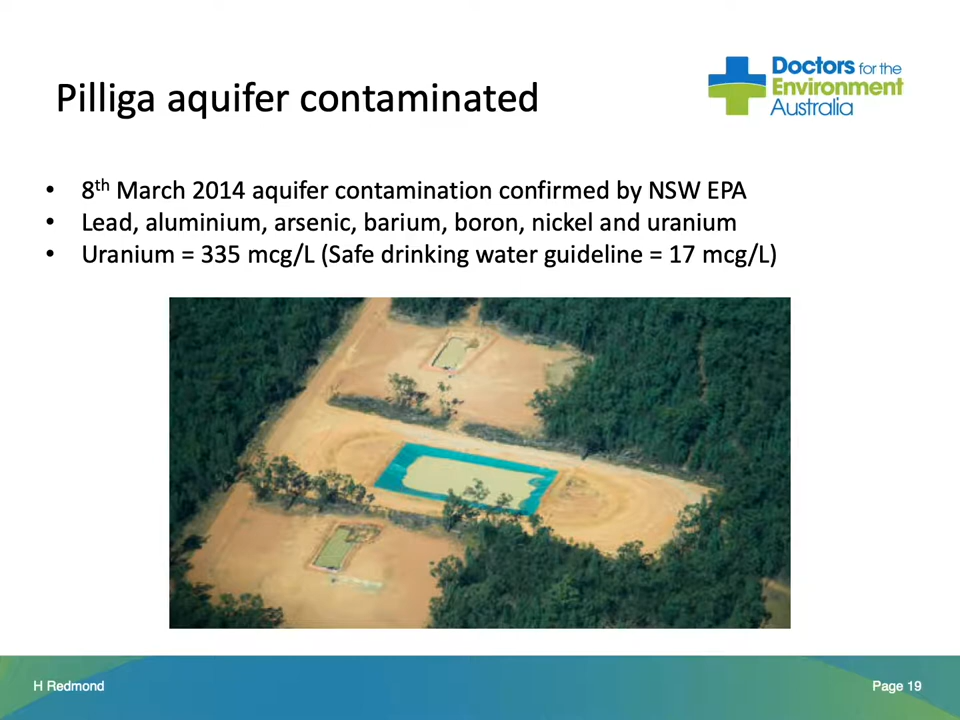 Pilliga aquifer contaminated
Doctors for the
Environment
Australia
• 8th March 2014 aquifer contamination confirmed by NSW EPA
• Lead, aluminium, arsenic, barium, boron, nickel and uranium
• Uranium = 335 mcg/L (Safe drinking water guideline = 17 mcg/L)
H Redmond
Page 19